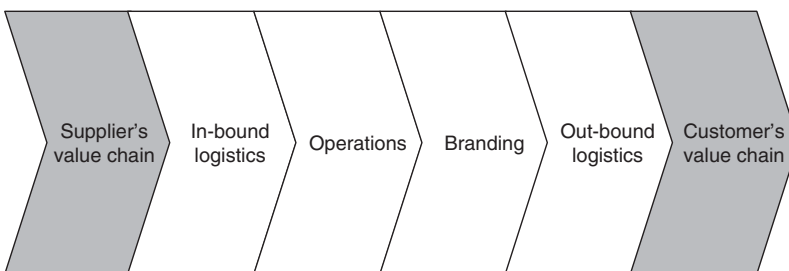 Supplier's
value chain
In-bound
logistics
Operations
Branding
Out-bound
logistics
Customer's
value chain